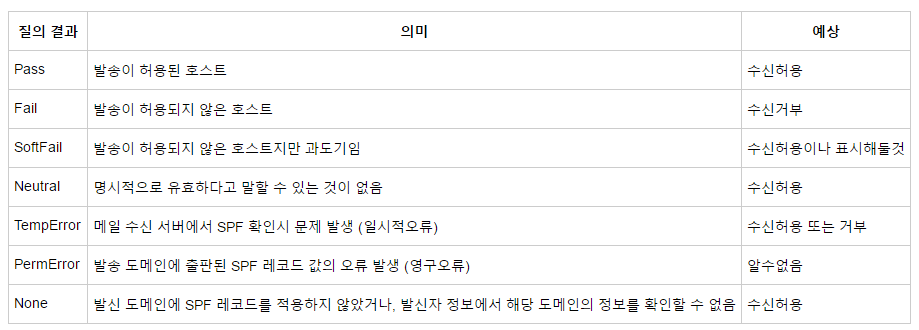 질의 결과 의미 예상
Pass 발송이 허용된 호스트 수신허용
Fail 발송이 허용되지 않은 호스트 수신거부
SoftFail 발송이 허용되지 않은 호스트지만 과도기임 수신허용이나 표시해둘것
Neutral 명시적으로 유효하다고 말할 수 있는 것이 없음 수신허용
TempError 메일 수신 서버에서 SPF 확인시 문제 발생 (일시적오류) 수신허용 또는 거부
PermError 발송 도메인에 출판된 SPF 레코드 값의 오류 발생 (영구오류) 알수없음
None 발신 도메인에 SPF 레코드를 적용하지 않았거나, 발신자 정보에서 해당 도메인의 정보를 확인할 수 없음 수신허용